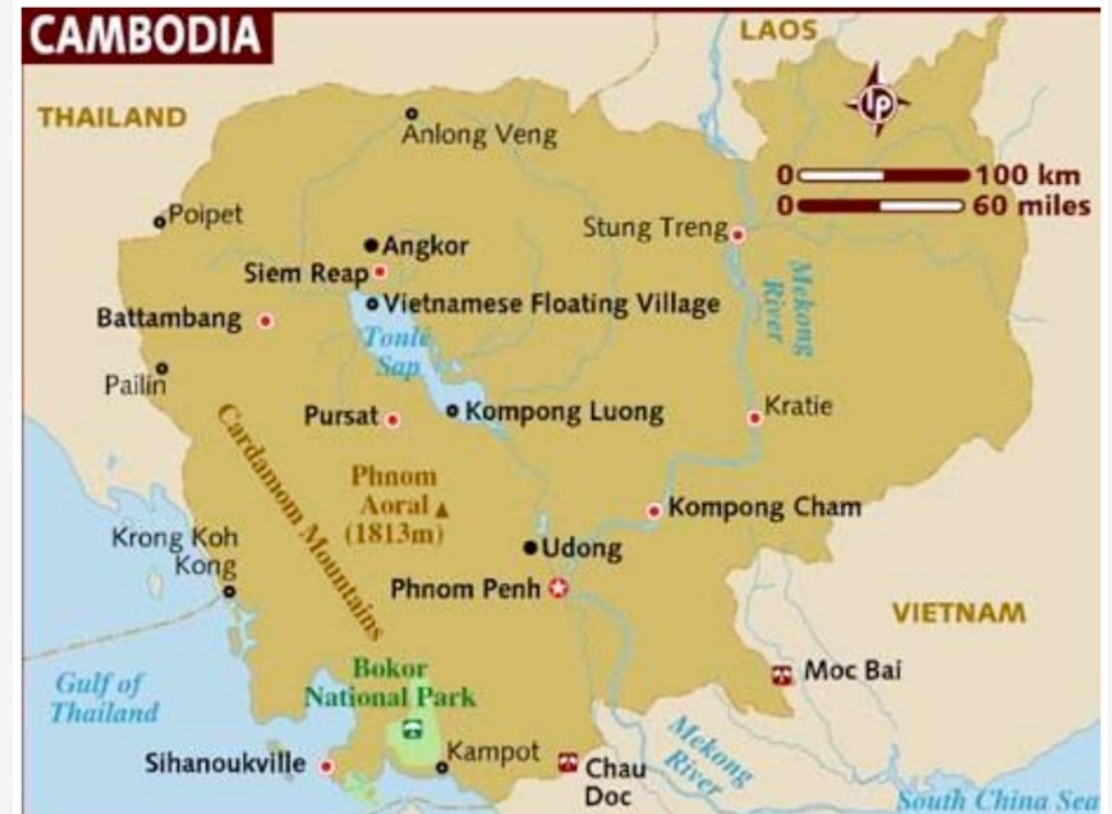 CAMBODIA
LAOS
THAILAND
lp
Anlong Veng
0 100 km
0 60 miles
Poipet
Stung Treng
Angkor
Siem Reap
Mekong
River
Vietnamese Floating Village
Battambang
Tonlé
Sap
Pailin
Pursat
Kompong Luong
Kratie
Cardamom Mountains
Phnom
Aoral
(1813m)
Kompong Cham
Krong Koh
Kong
Udong
Phnom Penh
VIETNAM
Bokor
National Park
Moc Bai
Gulf of
Thailand
Mekong
River
Sihanoukville
Kampot
Chau
Doc
South China Sea